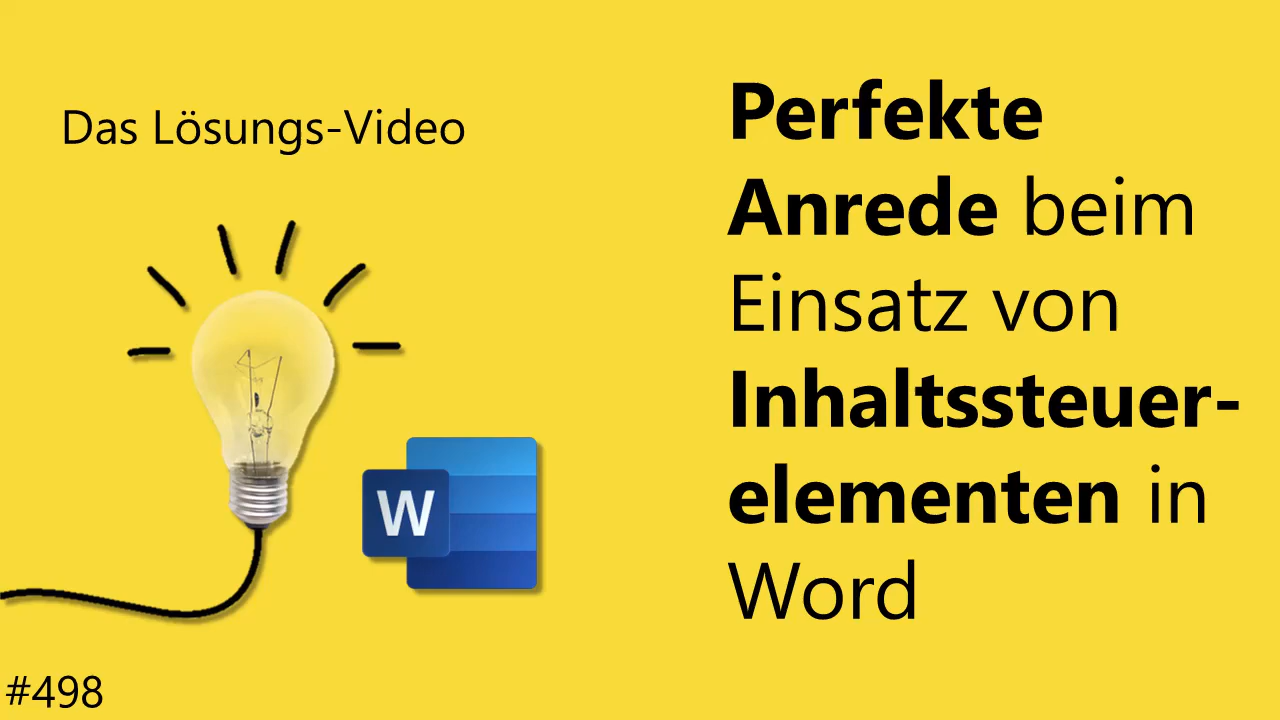 Das Lösungs-Video
Perfekte
Anrede beim
Einsatz von
Inhaltssteuer-
elementen in
Word
W
#498